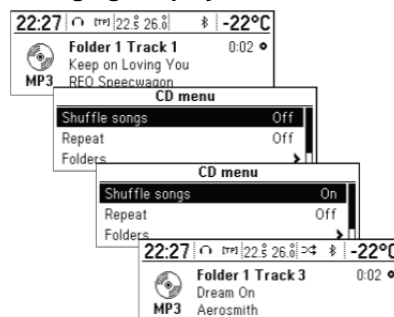 22:27 [TP] 22.5 26.0 -22°C
Folder 1 Track 1 0:02
Keep on Loving You
MP3 REO Speecwagon
CD menu
Shuffle songs Off
Repeat Off
Folders
CD menu
Shuffle songs On
Repeat Off
Folders
22:27 [TP] 22.5 26.0 -22°C
Folder 1 Track 3 0:02
Dream On
MP3 Aerosmith